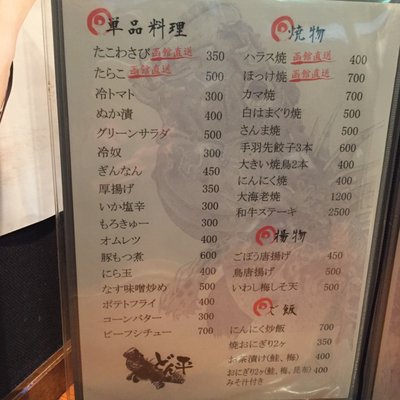 単品料理
たこわさび 函館直送 350
たらこ 函館直送 500
冷トマト 300
ぬか漬 400
グリーンサラダ 500
冷奴 300
ぎんなん 450
厚揚げ 350
いか塩辛 300
もろきゅー 300
オムレツ 400
豚もつ煮 600
にら玉 400
なす味噌炒め 500
ポテトフライ 400
コーンバター 300
ビーフシチュー 700
どん平
焼物
ハラス焼 函館直送 400
ほっけ焼 函館直送 700
カマ焼 700
白はまぐり焼 500
さんま焼 500
手羽先餃子3本 600
大きい焼鳥2本 400
にんにく焼 400
大海老焼 1200
和牛ステーキ 2500
揚物
ごぼう唐揚げ 450
鳥唐揚げ 500
いわし梅しそ天 500
ご飯
にんにく炒飯 700
焼おにぎり2ヶ 350
お茶漬け(鮭、梅) 400
おにぎり2ヶ(鮭、梅、昆布) 400
みそ汁付き